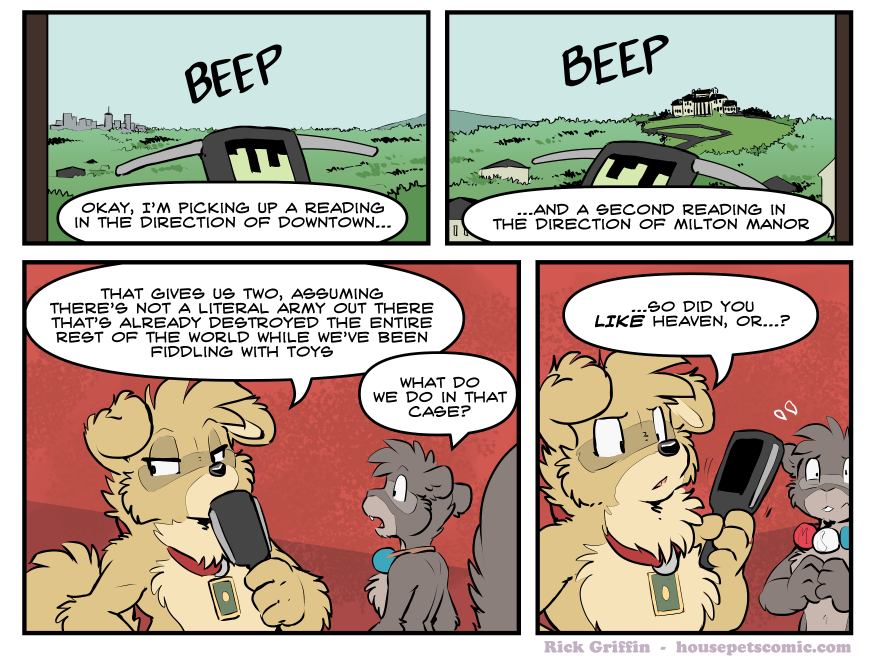 BEEP
OKAY, I'M PICKING UP A READING
IN THE DIRECTION OF DOWNTOWN...
BEEP
...AND A SECOND READING IN
THE DIRECTION OF MILTON MANOR
THAT GIVES US TWO, ASSUMING
THERE'S NOT A LITERAL ARMY OUT THERE
THAT'S ALREADY DESTROYED THE ENTIRE
REST OF THE WORLD WHILE WE'VE BEEN
FIDDLING WITH TOYS
WHAT DO
WE DO IN THAT
CASE?
...SO DID YOU
LIKE HEAVEN, OR...?
Rick Griffin - housepetscomic.com